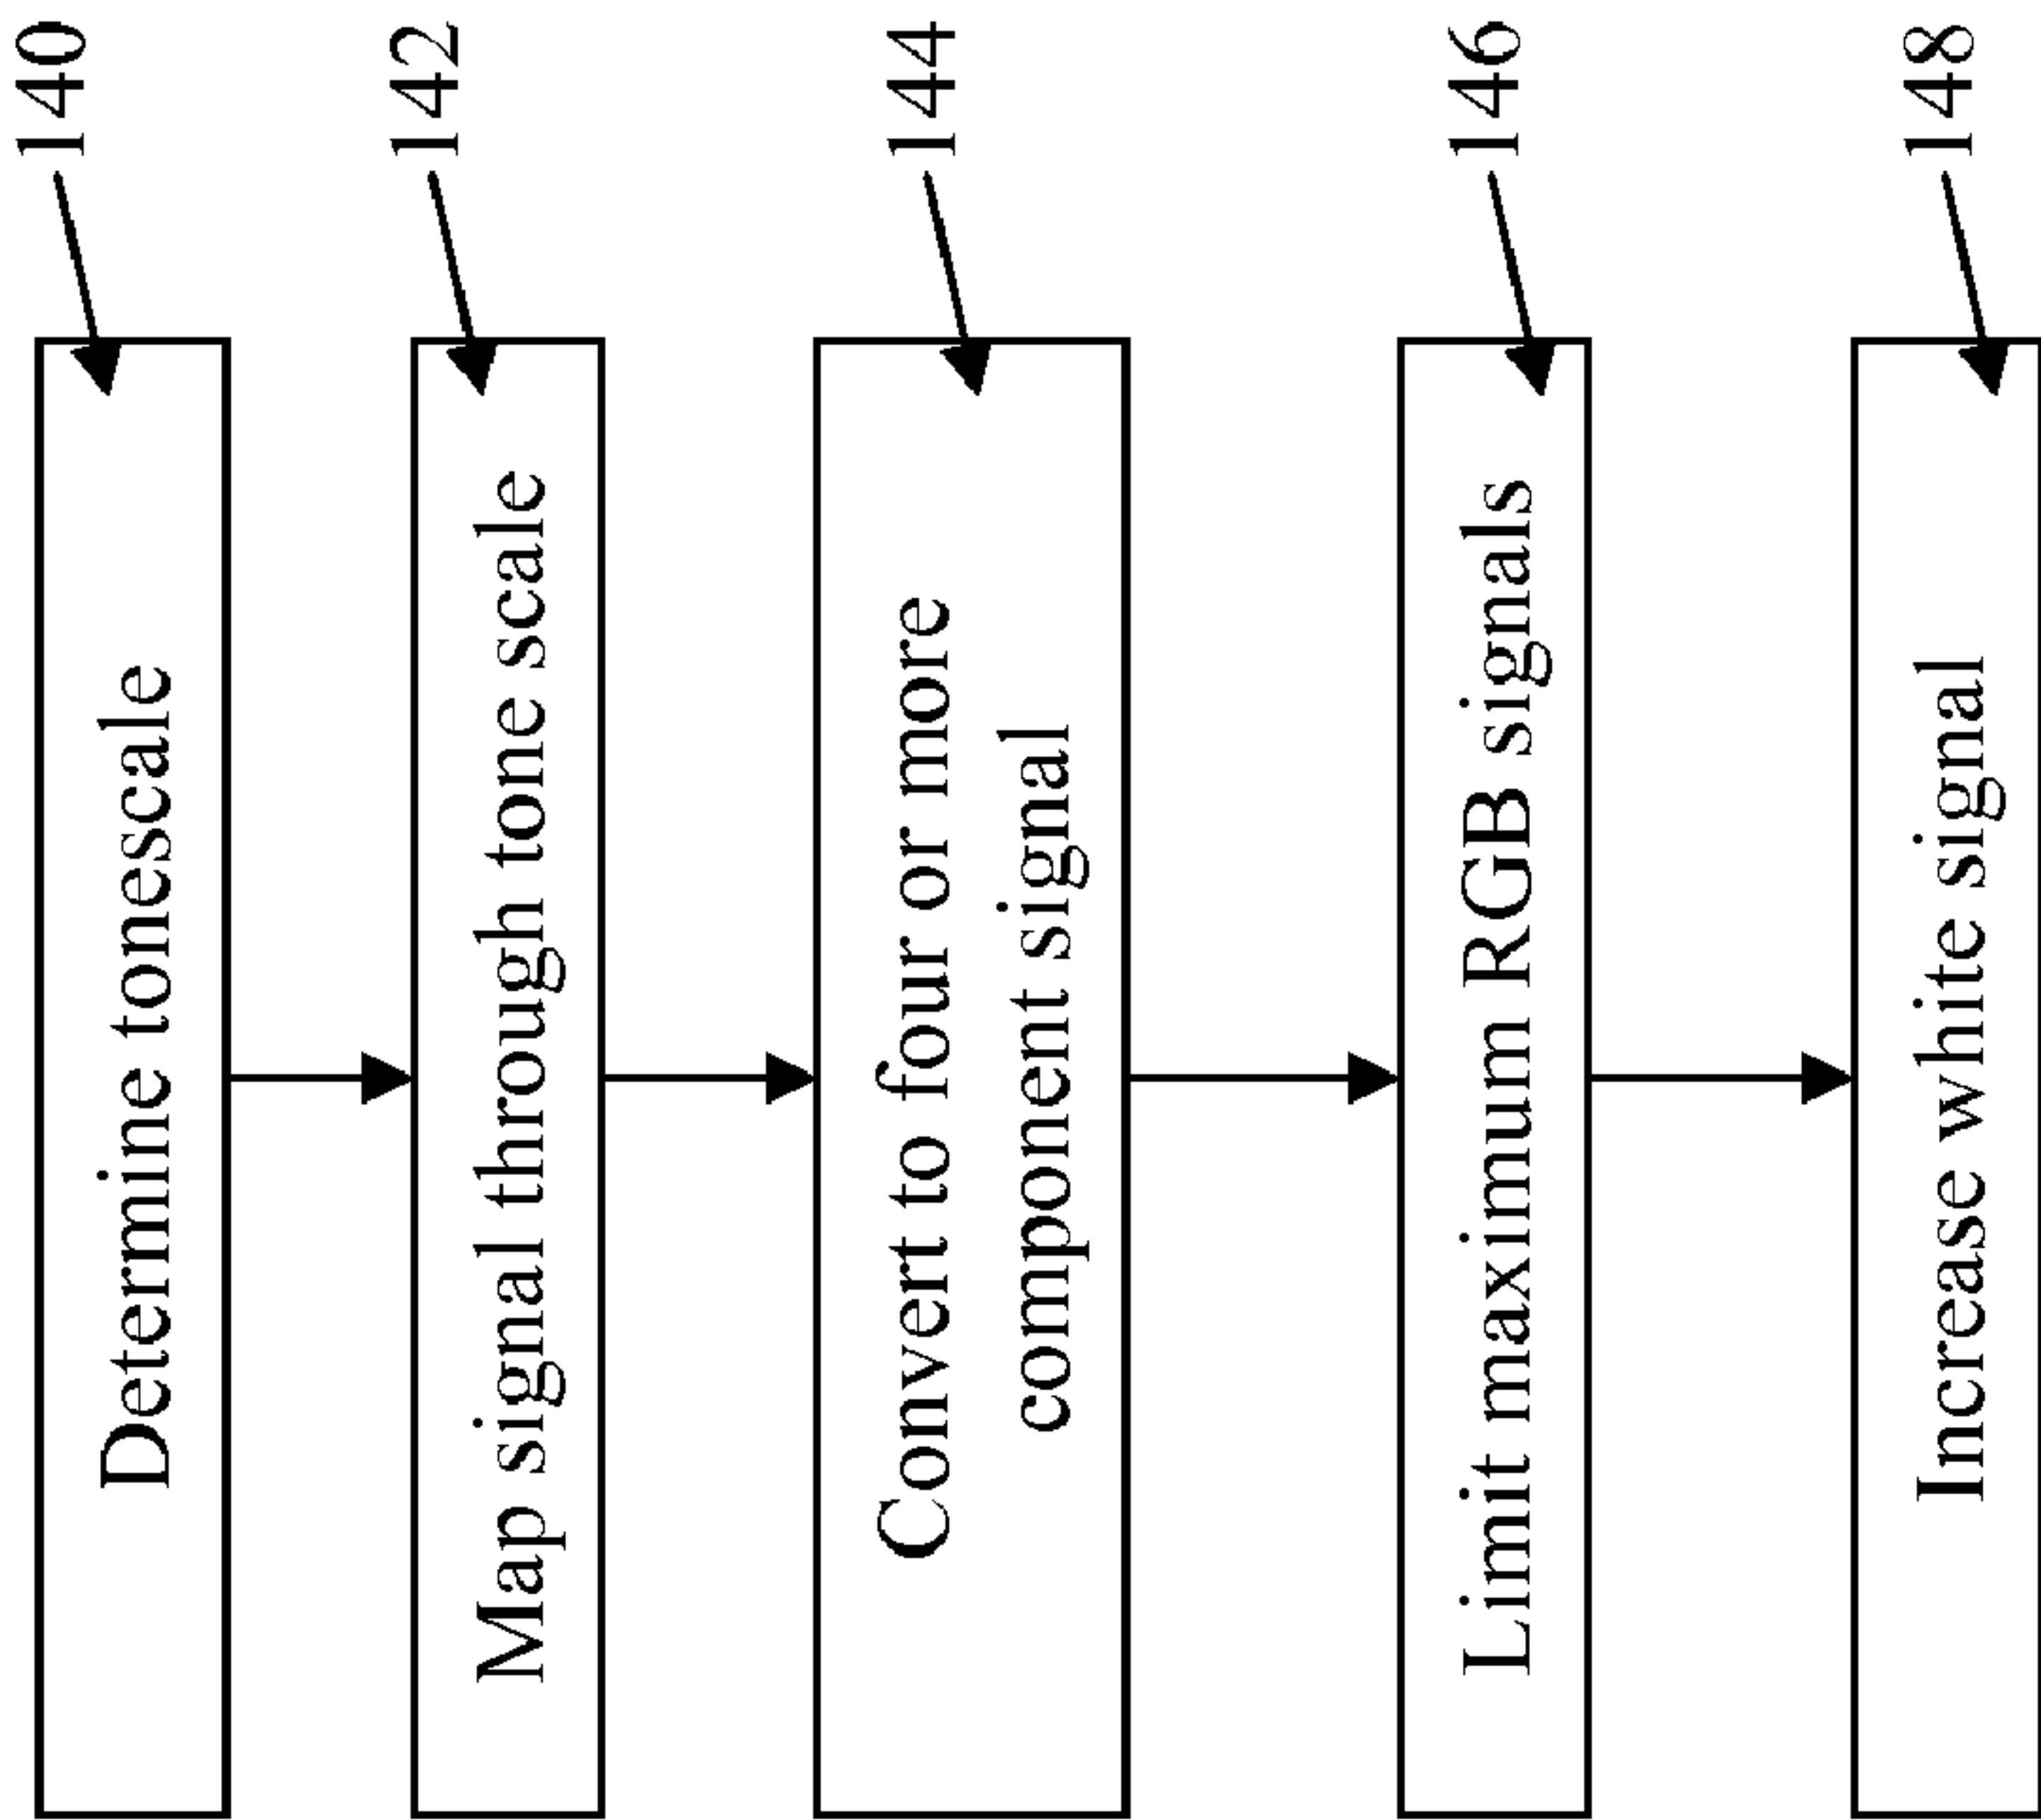 140
Determine tonescale
142
Map signal through tone scale
144
Convert to four or more
component signal
146
Limit maximum RGB signals
148
Increase white signal